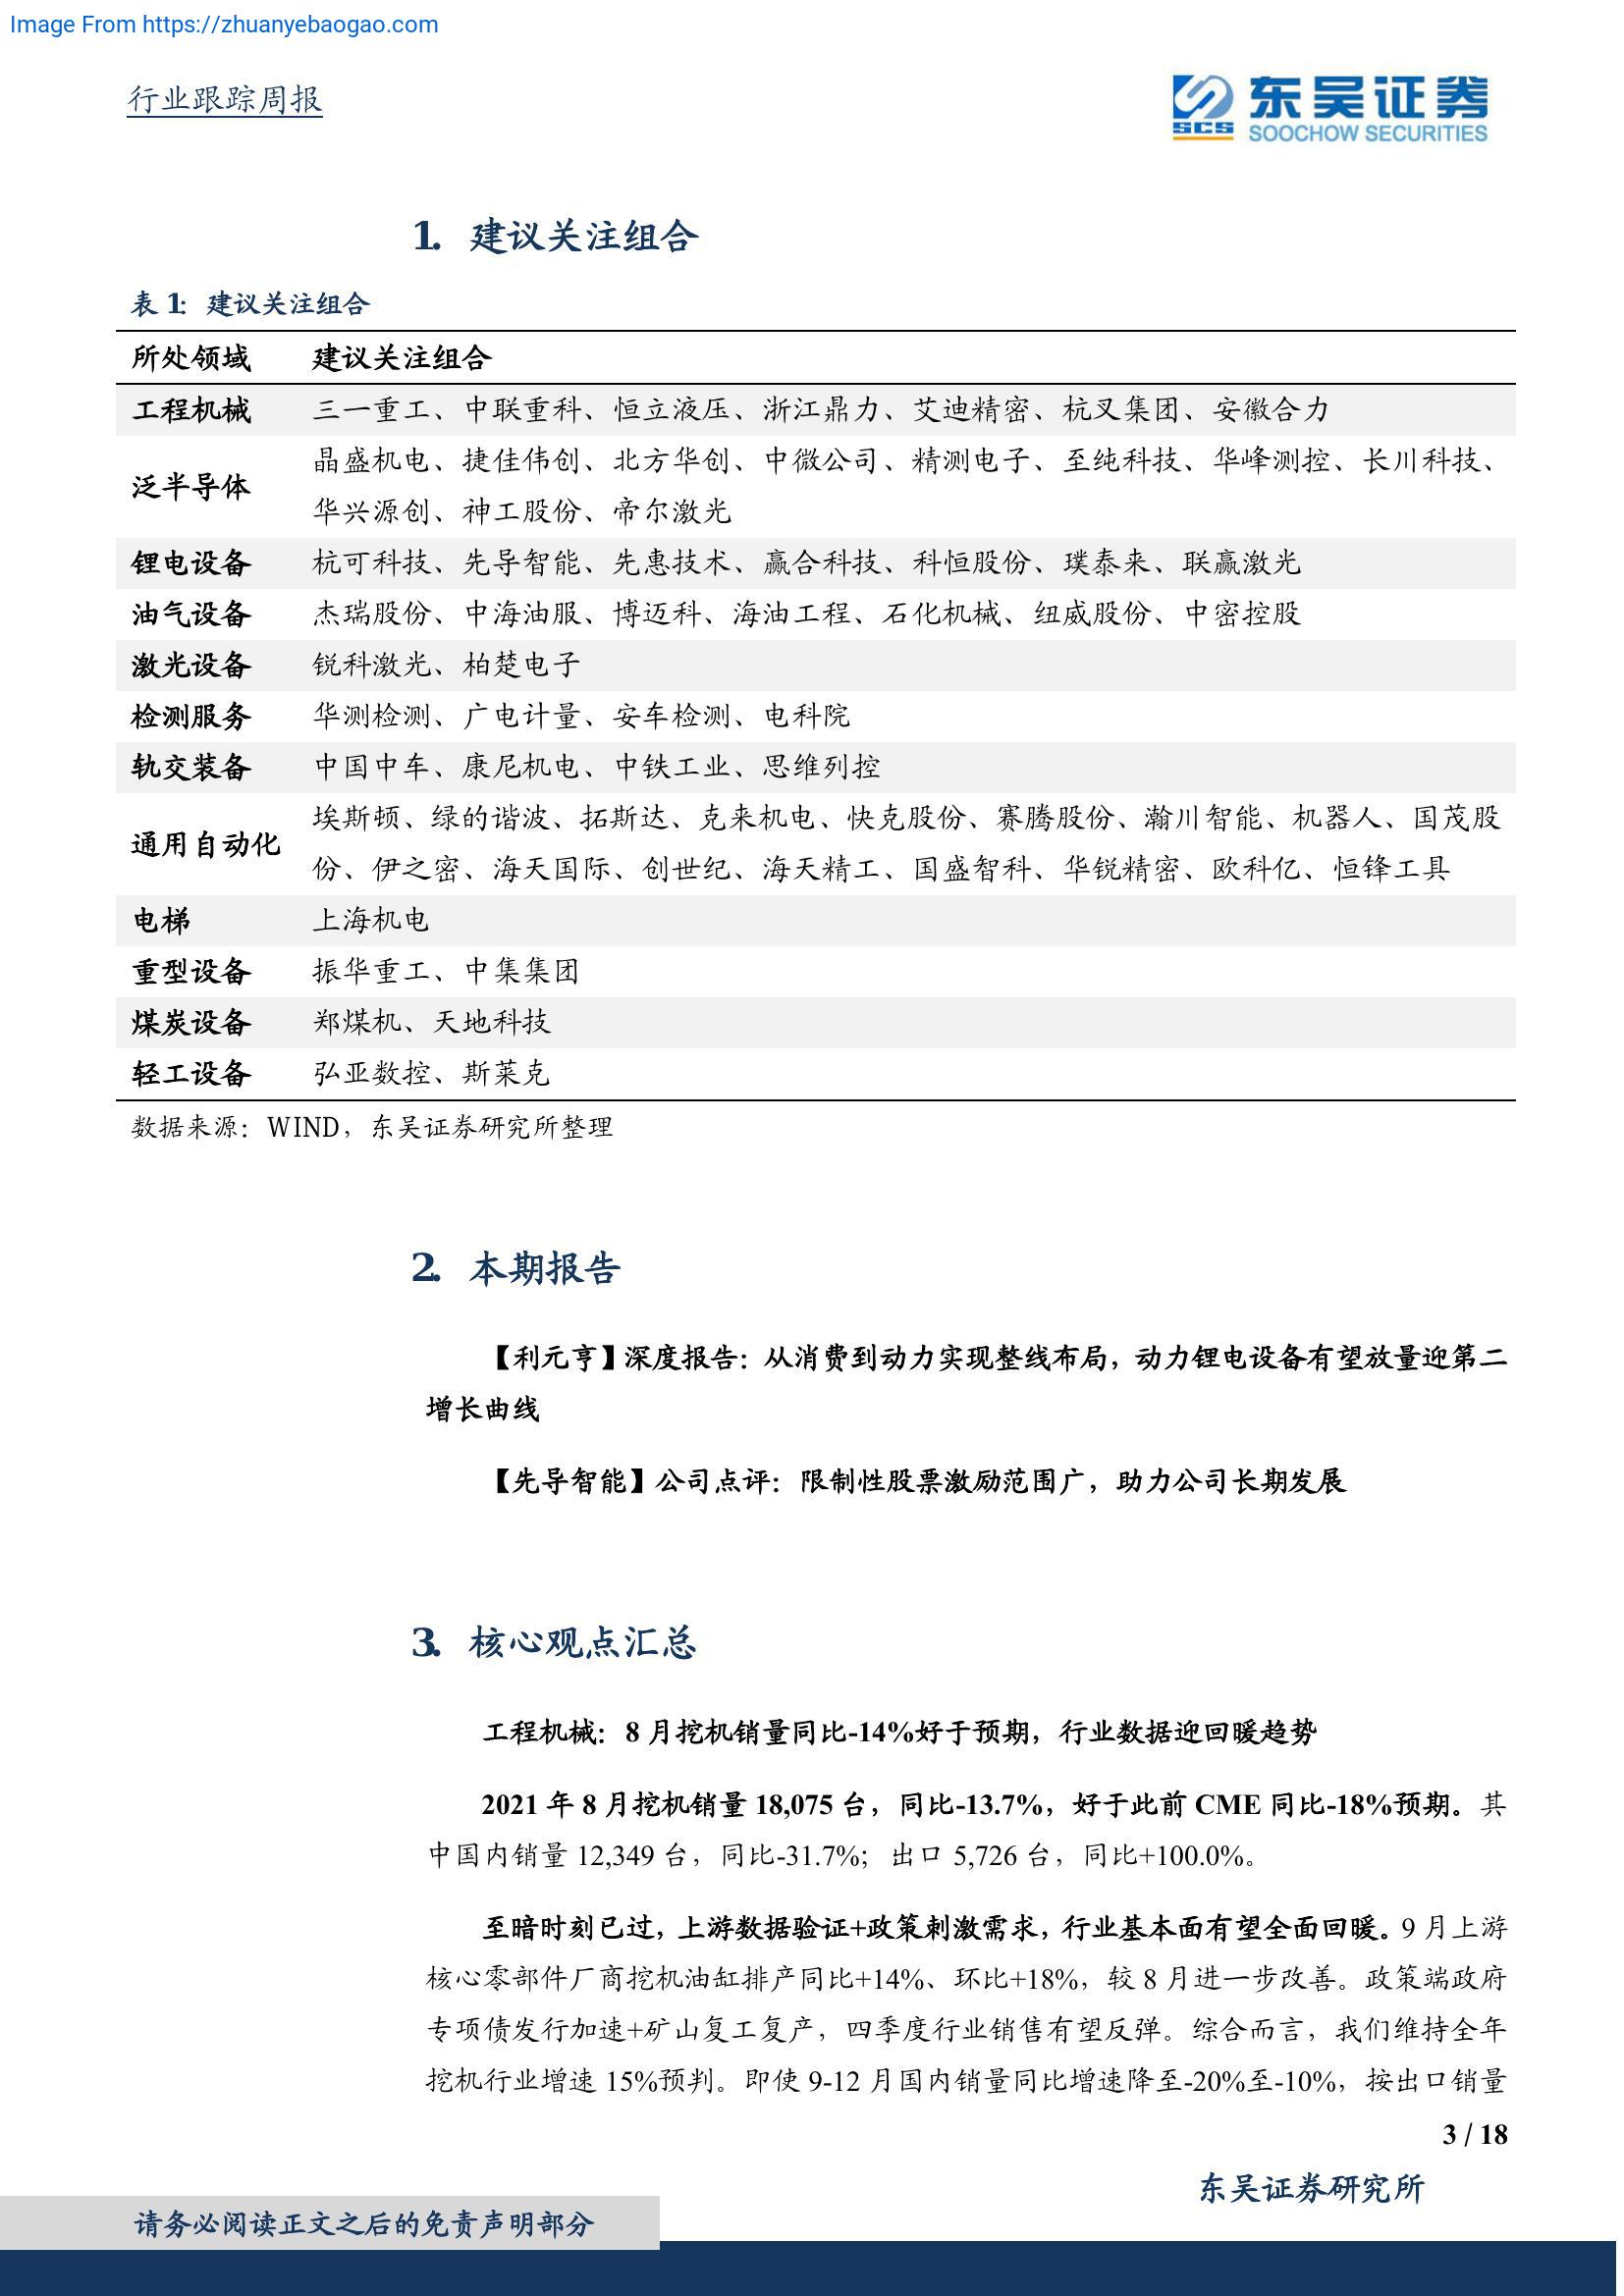 Image From https://zhuanyebaogao.com
行业跟踪周报
SCS
东吴证券
SOOCHOW SECURITIES
1. 建议关注组合
表 1: 建议关注组合
所处领域 建议关注组合
工程机械 三一重工、中联重科、恒立液压、浙江鼎力、艾迪精密、杭叉集团、安徽合力
泛半导体 晶盛机电、捷佳伟创、北方华创、中微公司、精测电子、至纯科技、华峰测控、长川科技、
华兴源创、神工股份、帝尔激光
锂电设备 杭可科技、先导智能、先惠技术、赢合科技、科恒股份、璞泰来、联赢激光
油气设备 杰瑞股份、中海油服、博迈科、海油工程、石化机械、纽威股份、中密控股
激光设备 锐科激光、柏楚电子
检测服务 华测检测、广电计量、安车检测、电科院
轨交装备 中国中车、康尼机电、中铁工业、思维列控
通用自动化 埃斯顿、绿的谐波、拓斯达、克来机电、快克股份、赛腾股份、瀚川智能、机器人、国茂股
份、伊之密、海天国际、创世纪、海天精工、国盛智科、华锐精密、欧科亿、恒锋工具
电梯 上海机电
重型设备 振华重工、中集集团
煤炭设备 郑煤机、天地科技
轻工设备 弘亚数控、斯莱克
数据来源：WIND，东吴证券研究所整理
2. 本期报告
【利元亨】深度报告：从消费到动力实现整线布局，动力锂电设备有望放量迎第二
增长曲线
【先导智能】公司点评：限制性股票激励范围广，助力公司长期发展
3. 核心观点汇总
工程机械：8 月挖机销量同比-14%好于预期，行业数据迎回暖趋势
2021 年 8 月挖机销量 18,075 台，同比-13.7%，好于此前 CME 同比-18%预期。其
中国内销量 12,349 台，同比-31.7%；出口 5,726 台，同比+100.0%。
至暗时刻已过，上游数据验证+政策刺激需求，行业基本面有望全面回暖。9 月上游
核心零部件厂商挖机油缸排产同比+14%、环比+18%，较 8 月进一步改善。政策端政府
专项债发行加速+矿山复工复产，四季度行业销售有望反弹。综合而言，我们维持全年
挖机行业增速 15%预判。即使 9-12 月国内销量同比增速降至-20%至-10%，按出口销量
3 / 18
东吴证券研究所
请务必阅读正文之后的免责声明部分